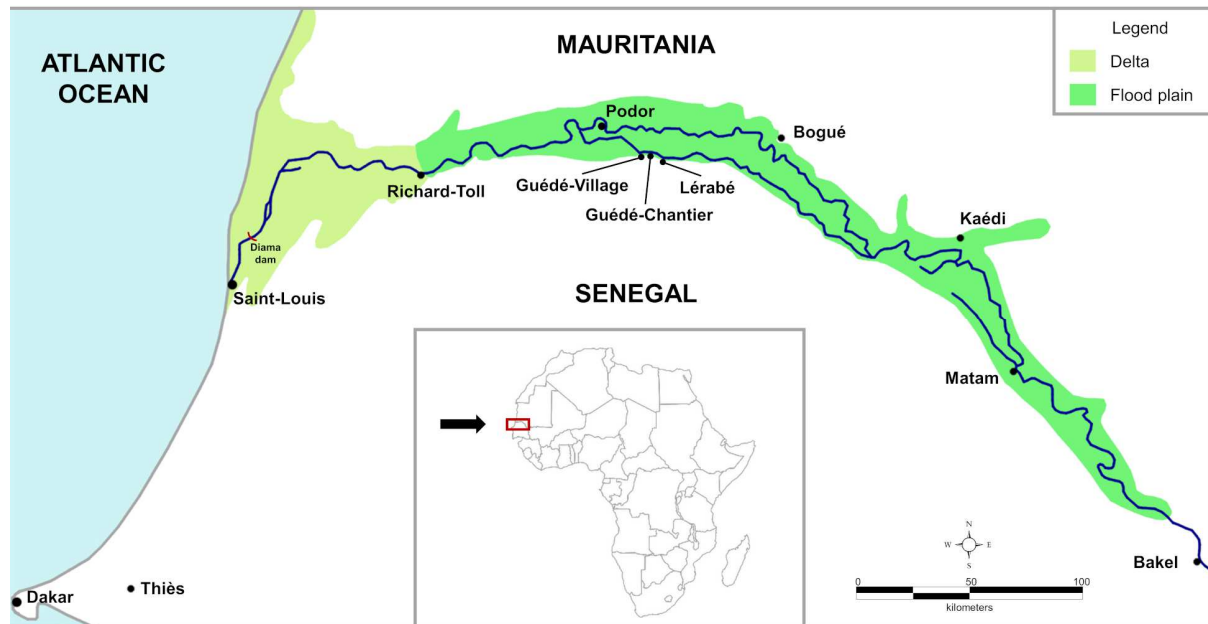 ATLANTIC
OCEAN
MAURITANIA
Legend
Delta
Flood plain
Podor
Bogué
Richard-Toll
Guédé-Village
Lérabé
Guédé-Chantier
Kaédi
Diama
dam
Saint-Louis
SENEGAL
Matam
N
W E
S
Bakel
0 50 100
kilometers
Thiès
Dakar